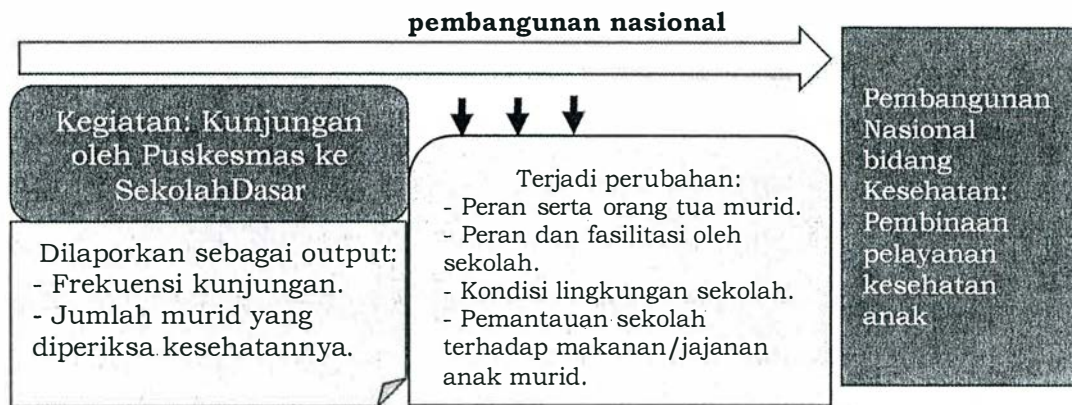 pembangunan nasional
Kegiatan: Kunjungan
oleh Puskesmas ke
SekolahDasar
Dilaporkan sebagai output:
- Frekuensi kunjungan.
- Jumlah murid yang
diperiksa kesehatannya.
Terjadi perubahan:
- Peran serta orang tua murid.
- Peran dan fasilitasi oleh
sekolah.
- Kondisi lingkungan sekolah.
- Pemantauan sekolah
terhadap makanan/jajanan
anak murid.
Pembangunan
Nasional
bidang
Kesehatan:
Pembinaan
pelayanan
kesehatan
anak